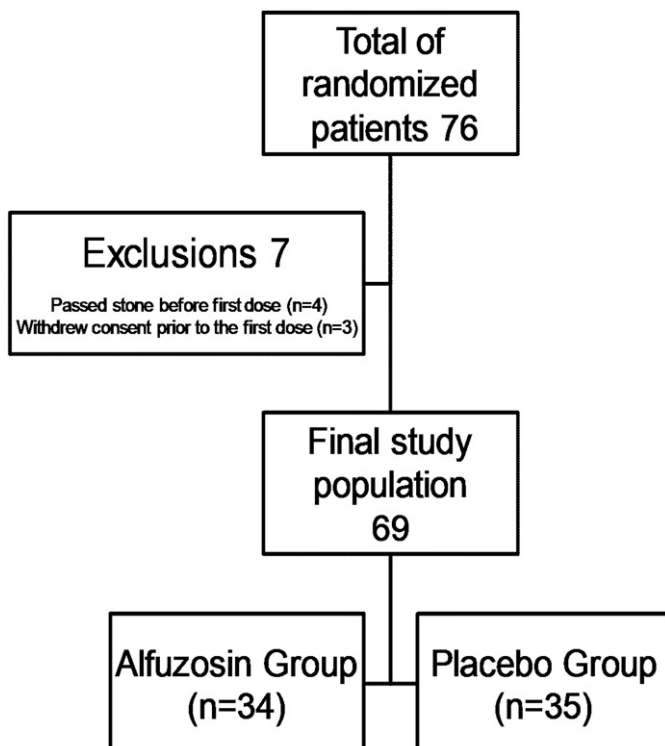 Total of
randomized
patients 76
Exclusions 7
Passed stone before first dose (n=4)
Withdrew consent prior to the first dose (n=3)
Final study
population
69
Alfuzosin Group
(n=34)
Placebo Group
(n=35)